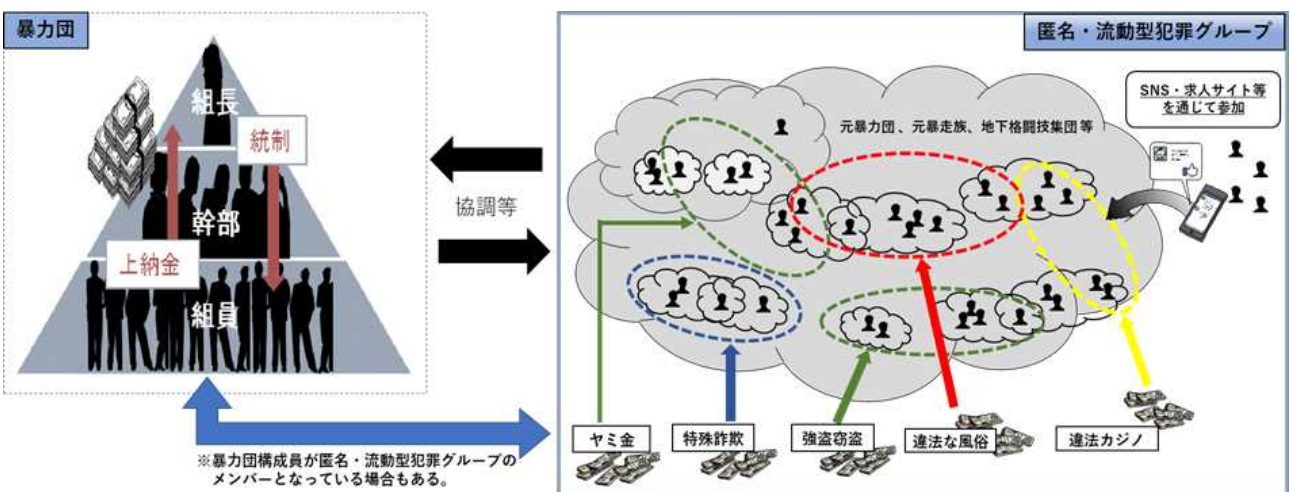 暴力団
組長
統制
幹部
上納金
組員
協調等
※暴力団構成員が匿名・流動型犯罪グループの
メンバーとなっている場合もある。
匿名・流動型犯罪グループ
SNS・求人サイト等
を通じて参加
元暴力団、元暴走族、地下格闘技集団等
ヤミ金
特殊詐欺
強盗窃盗
違法な風俗
違法カジノ